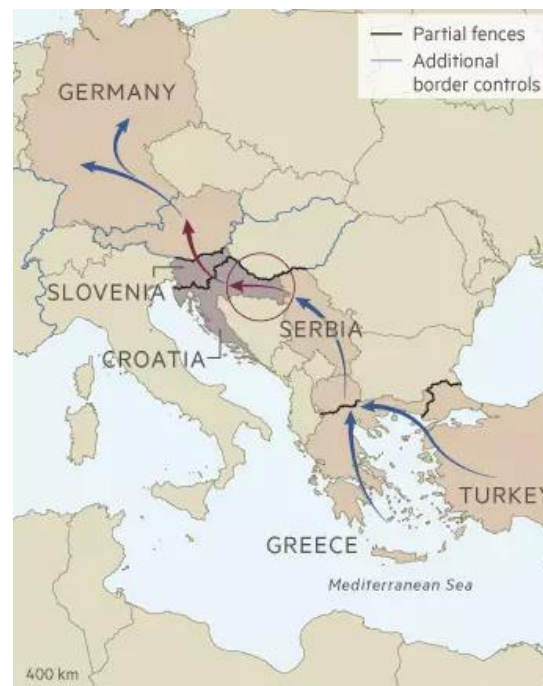 Partial fences
Additional
border controls
GERMANY
SLOVENIA
SERBIA
CROATIA
TURKEY
GREECE
Mediterranean Sea
400 km